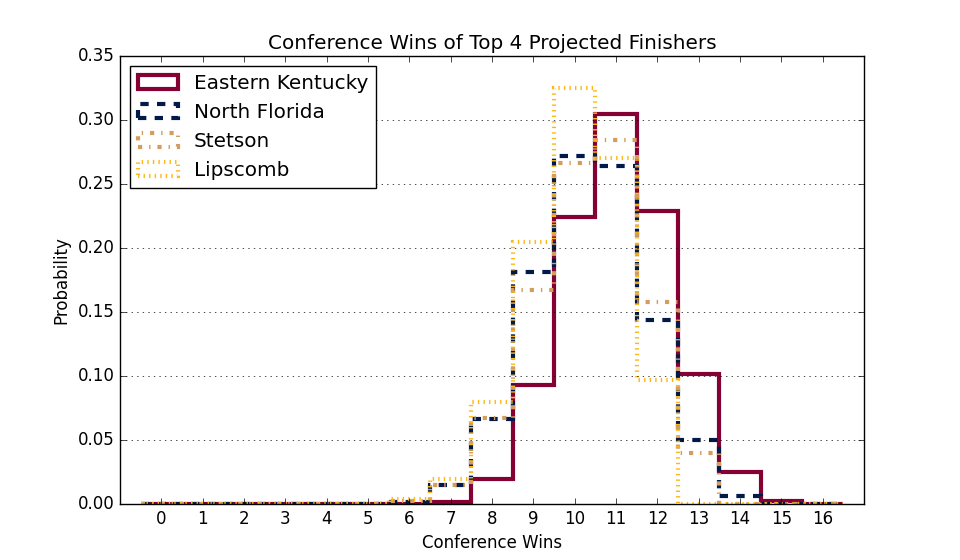 Conference Wins of Top 4 Projected Finishers
Eastern Kentucky
North Florida
Stetson
Lipscomb
0.35
0.30
0.25
0.20
0.15
0.10
0.05
0.00
Probability
0 1 2 3 4 5 6 7 8 9 10 11 12 13 14 15 16
Conference Wins